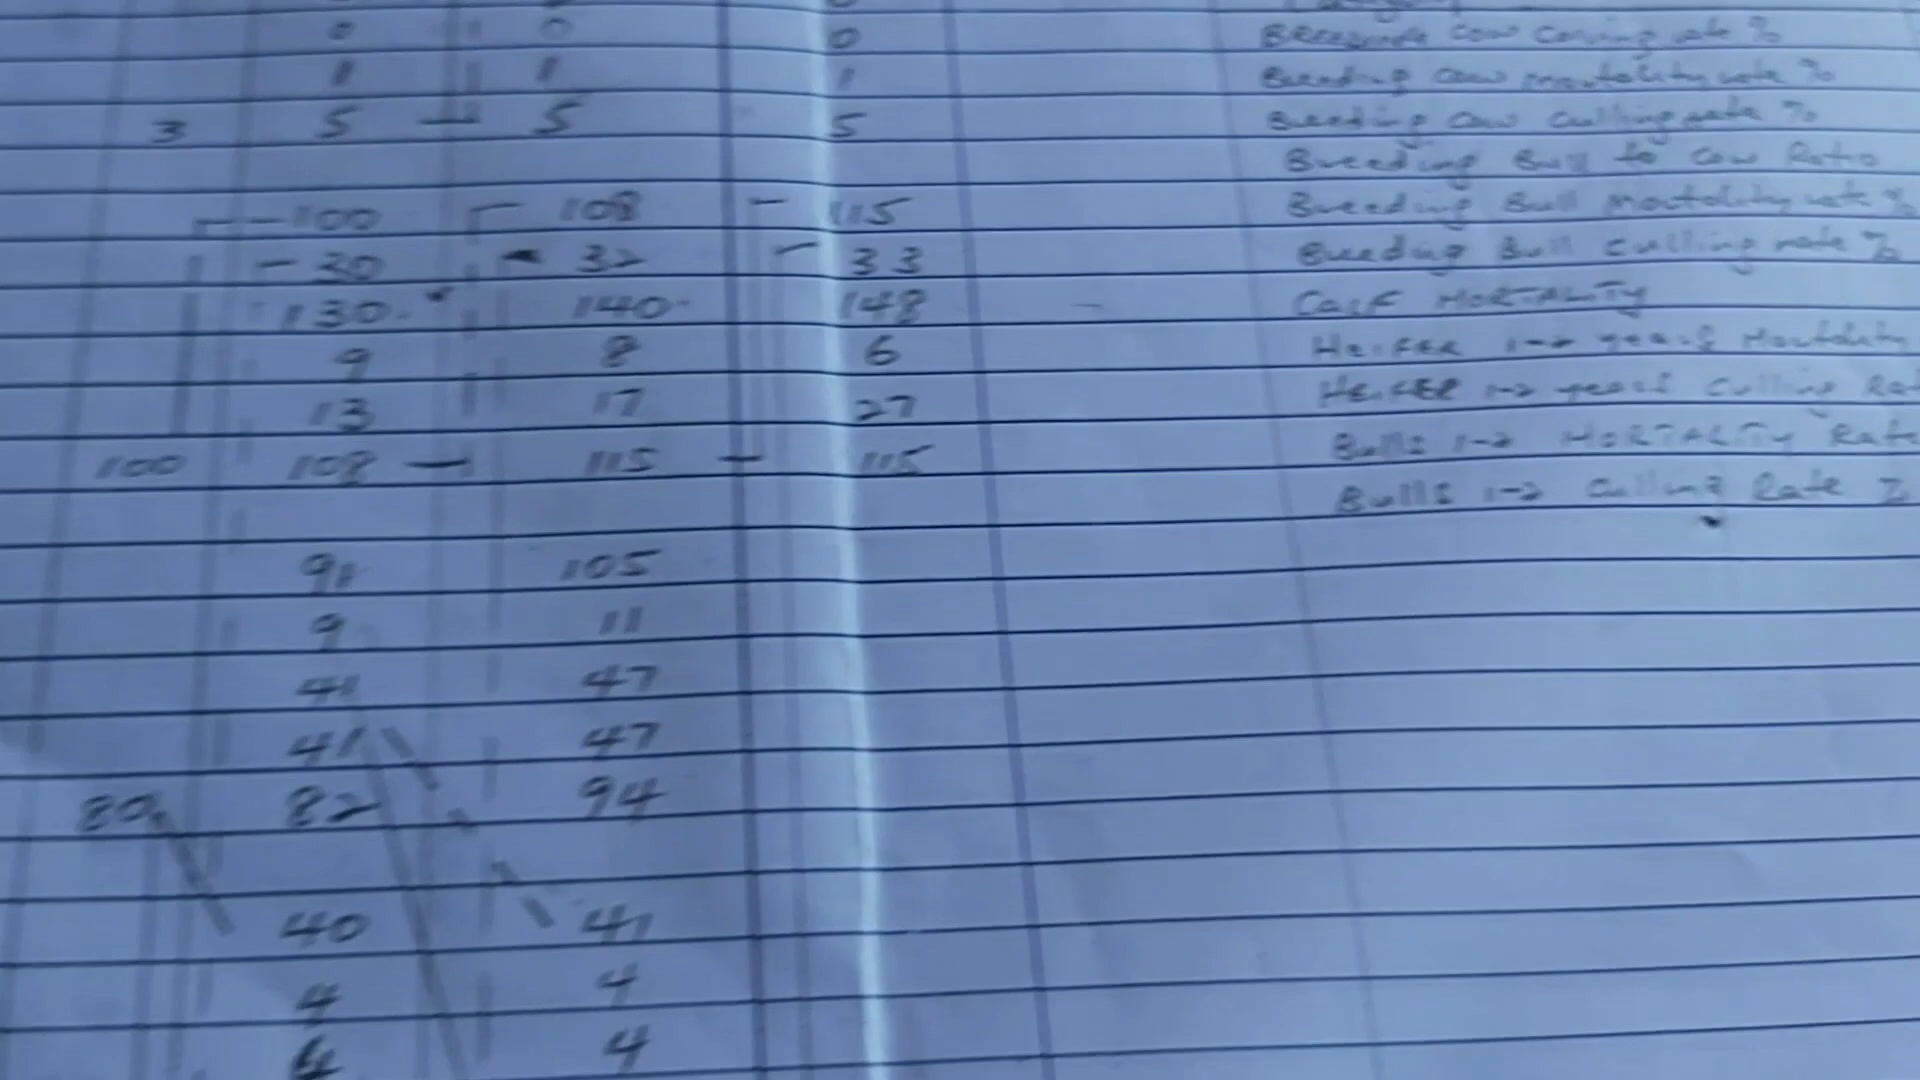 0 0 0 Breeding cow calving rate %
1 1 1 Breeding cow mortality rate %
3 5 5 5 Breeding cow culling rate %
Breeding Bull to cow Ratio
100 108 115 Breeding Bull Mortality rate %
30 32 33 Breeding Bull culling rate %
130 140 148 Calf MORTALITY
9 8 6 HeiFER 1-2 years Mortality
13 17 27 HeiFER 1-2 years Culling Rat
100 108 115 115 Bulls 1-2 MORTALITY Rate
Bulls 1-2 Culling Rate %
91 105
9 11
41 47
41 47
80 82 94
40 41
4 4
4 4